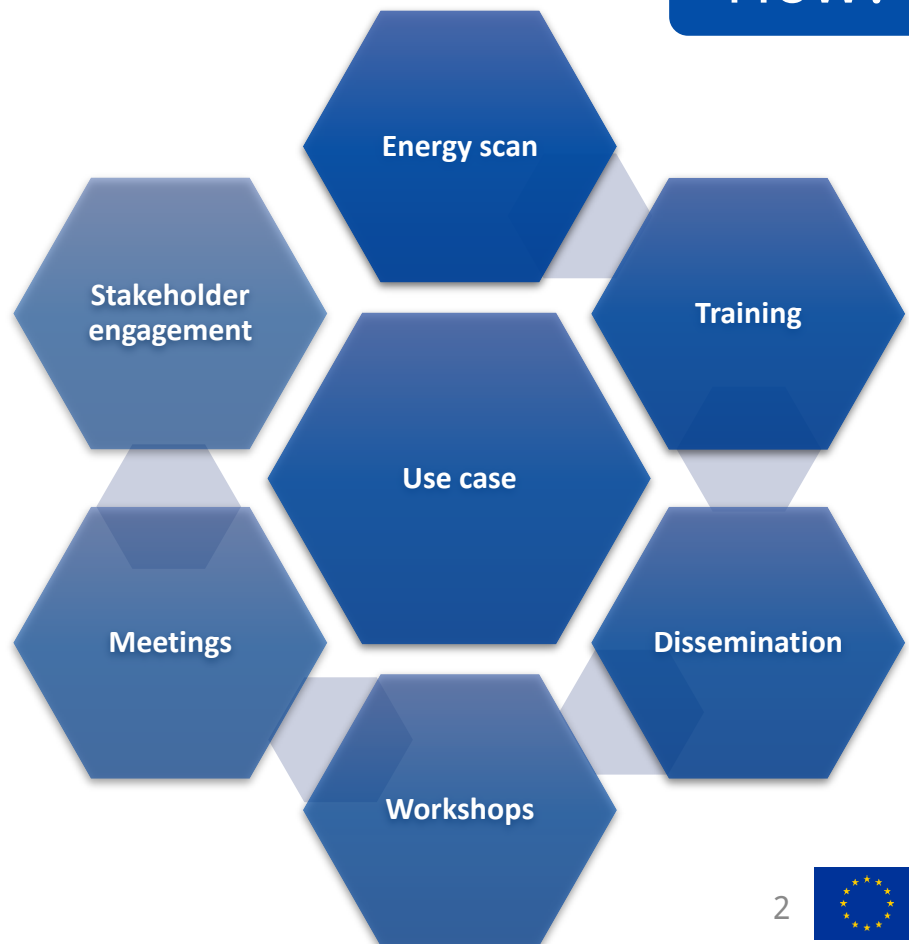 Energy scan
Stakeholder
engagement
Training
Use case
Meetings
Dissemination
Workshops
2